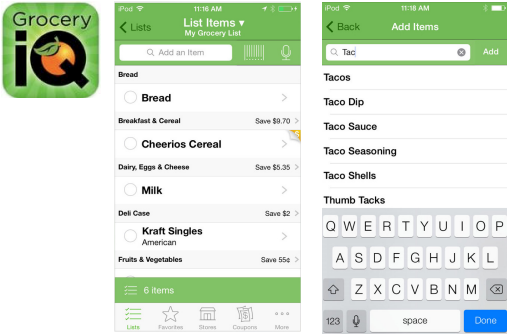 Grocery
iQ
iPod 11:16 AM
Lists List Items ▾
My Grocery List
Add an Item
Bread
Bread
Breakfast & Cereal Save $9.70
Cheerios Cereal
Dairy, Eggs & Cheese Save $5.35
Milk
Deli Case Save $2
Kraft Singles
American
Fruits & Vegetables Save 55¢
6 items
Lists Favorites Stores Coupons More
iPod 11:18 AM
Back Add Items
Tac Add
Tacos
Taco Dip
Taco Sauce
Taco Seasoning
Taco Shells
Thumb Tacks
Q W E R T Y U I O P
A S D F G H J K L
Z X C V B N M
123 space Done